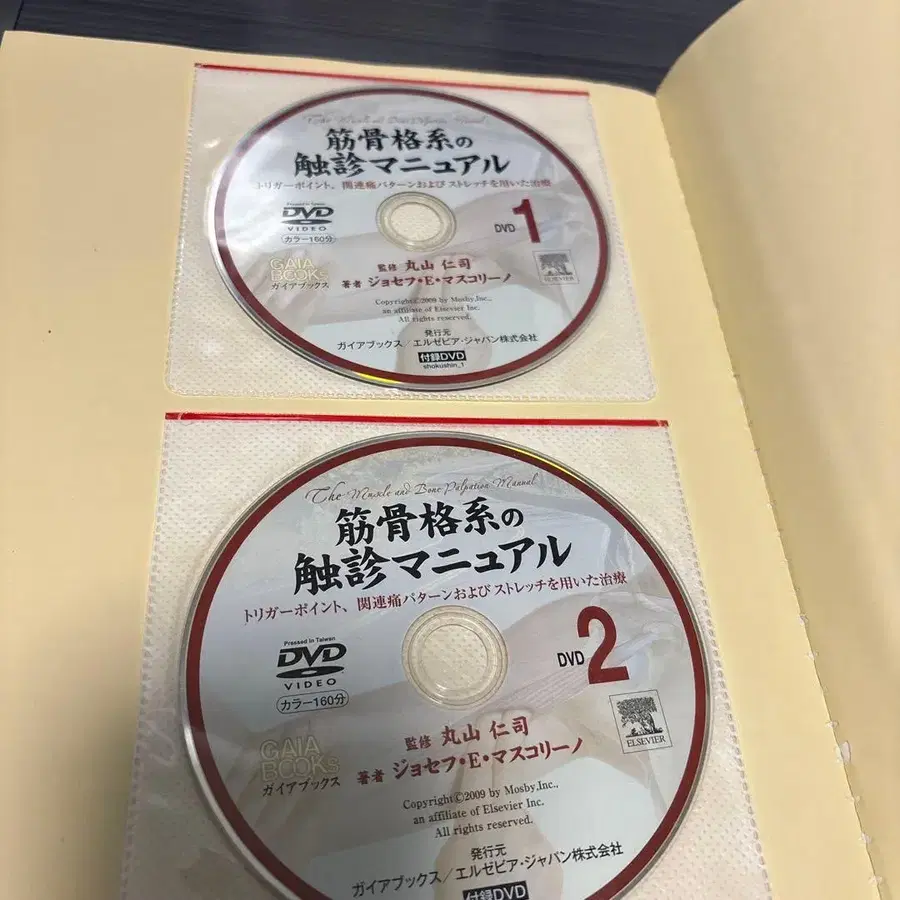 The Muscle and Bone Palpation Manual
筋骨格系の
触診マニュアル
トリガーポイント、関連痛パターンおよび ストレッチを用いた治療
Pressed in Taiwan
DVD
VIDEO
カラー160分
DVD 1
GAIA
BOOKs
ガイアブックス
監修 丸山 仁司
著者 ジョセフ・E・マスコリーノ
ELSEVIER
Copyright©2009 by Mosby,Inc.,
an affiliate of Elsevier Inc.
All rights reserved.
発行元
ガイアブックス/エルゼビア・ジャパン株式会社
付録DVD
shokushin_1
The Muscle and Bone Palpation Manual
筋骨格系の
触診マニュアル
トリガーポイント、関連痛パターンおよび ストレッチを用いた治療
Pressed in Taiwan
DVD
VIDEO
カラー160分
DVD 2
GAIA
BOOKs
ガイアブックス
監修 丸山 仁司
著者 ジョセフ・E・マスコリーノ
ELSEVIER
Copyright©2009 by Mosby,Inc.,
an affiliate of Elsevier Inc.
All rights reserved.
発行元
ガイアブックス/エルゼビア・ジャパン株式会社
付録DVD